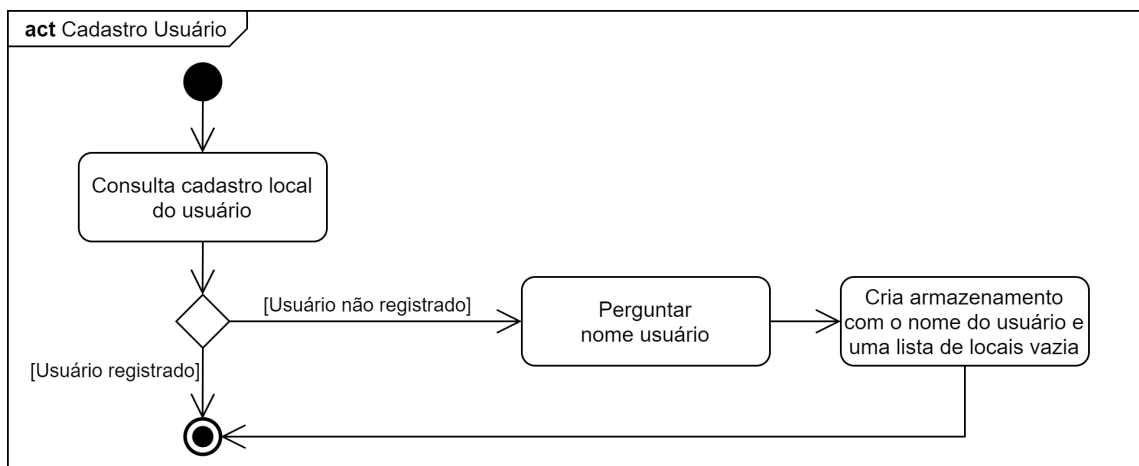 act Cadastro Usuário
Consulta cadastro local
do usuário
[Usuário não registrado]
Perguntar
nome usuário
Cria armazenamento
com o nome do usuário e
uma lista de locais vazia
[Usuário registrado]